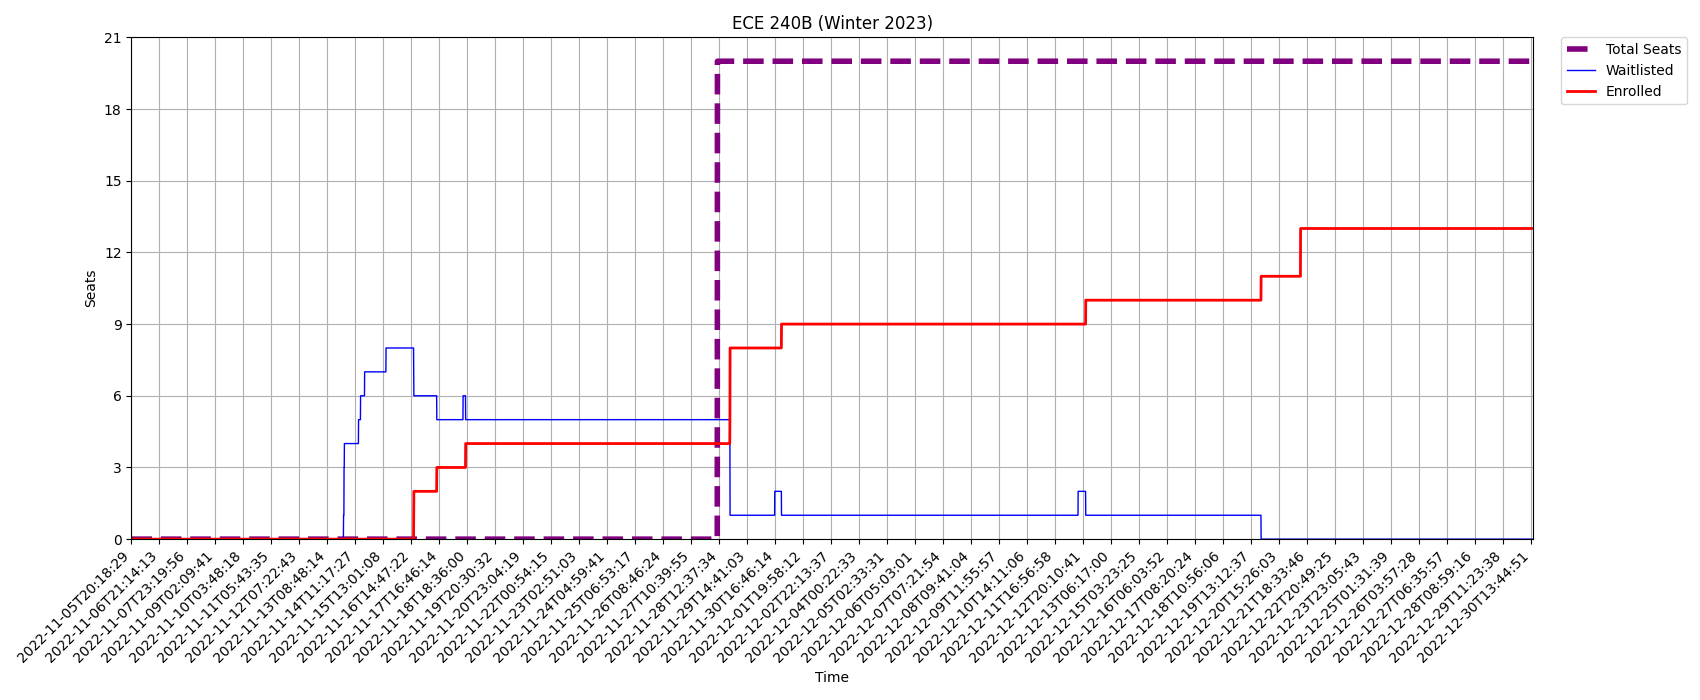 ECE 240B (Winter 2023)
Total Seats
Waitlisted
Enrolled
Seats
21
18
15
12
9
6
3
0
2022-11-05T20:18:29
2022-11-06T21:14:13
2022-11-07T23:19:56
2022-11-09T02:09:41
2022-11-10T03:48:18
2022-11-11T05:43:35
2022-11-12T07:22:43
2022-11-13T08:48:14
2022-11-14T11:17:27
2022-11-15T13:01:08
2022-11-16T14:47:22
2022-11-17T16:46:14
2022-11-18T18:36:00
2022-11-19T20:30:32
2022-11-20T23:04:19
2022-11-22T00:54:15
2022-11-23T02:51:03
2022-11-24T04:59:41
2022-11-25T06:53:17
2022-11-26T08:46:24
2022-11-27T10:39:55
2022-11-28T12:37:34
2022-11-29T14:41:03
2022-11-30T16:46:14
2022-12-01T19:58:12
2022-12-02T22:13:37
2022-12-04T00:22:33
2022-12-05T02:33:31
2022-12-06T05:03:01
2022-12-07T07:21:54
2022-12-08T09:41:04
2022-12-09T11:55:57
2022-12-10T14:11:06
2022-12-11T16:56:58
2022-12-12T20:10:41
2022-12-13T06:17:00
2022-12-15T03:23:25
2022-12-16T06:03:52
2022-12-17T08:20:24
2022-12-18T10:56:06
2022-12-19T13:12:37
2022-12-20T15:26:03
2022-12-21T18:33:46
2022-12-22T20:49:25
2022-12-23T23:05:43
2022-12-25T01:31:39
2022-12-26T03:57:28
2022-12-27T06:35:57
2022-12-28T08:59:16
2022-12-29T11:23:38
2022-12-30T13:44:51
Time